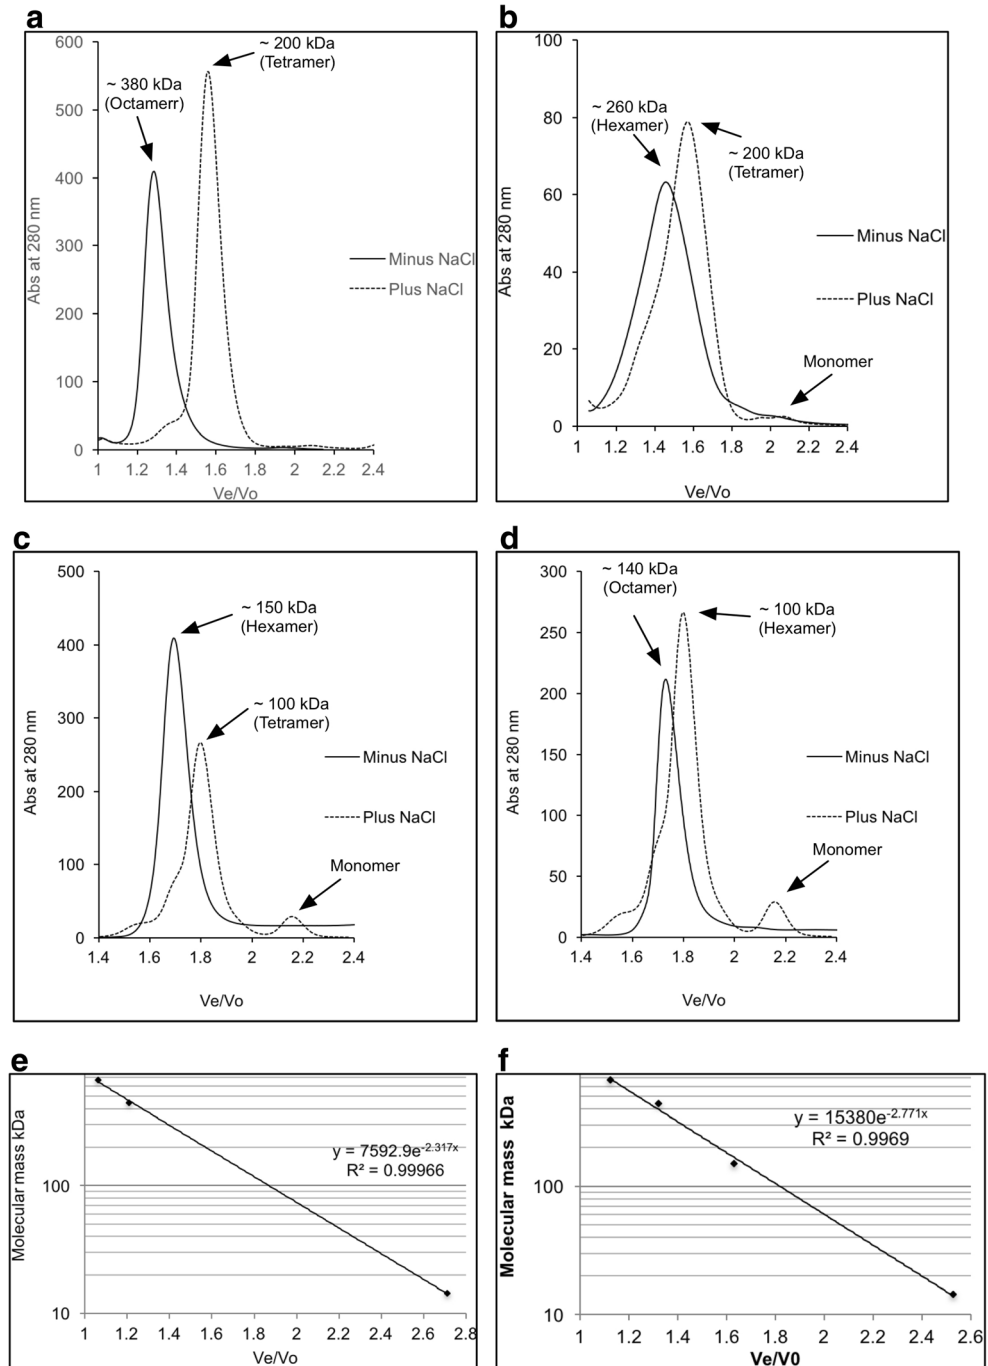 a
600
500
400
300
200
100
0
Abs at 280 nm
~ 380 kDa
(Octamerr)
~ 200 kDa
(Tetramer)
Minus NaCl
Plus NaCl
1 1.2 1.4 1.6 1.8 2 2.2 2.4
Ve/Vo
b
100
80
60
40
20
0
Abs at 280 nm
~ 260 kDa
(Hexamer)
~ 200 kDa
(Tetramer)
Minus NaCl
Plus NaCl
Monomer
1 1.2 1.4 1.6 1.8 2 2.2 2.4
Ve/Vo
c
500
400
300
200
100
0
Abs at 280 nm
~ 150 kDa
(Hexamer)
~ 100 kDa
(Tetramer)
Minus NaCl
Plus NaCl
Monomer
1.4 1.6 1.8 2 2.2 2.4
Ve/Vo
d
300
250
200
150
100
50
0
Abs at 280 nm
~ 140 kDa
(Octamer)
~ 100 kDa
(Hexamer)
Minus NaCl
Plus NaCl
Monomer
1.4 1.6 1.8 2 2.2 2.4
Ve/Vo
e
Molecular mass kDa
100
10
y = 7592.9e-2.317x
R² = 0.99966
1 1.2 1.4 1.6 1.8 2 2.2 2.4 2.6 2.8
Ve/Vo
f
Molecular mass kDa
100
10
y = 15380e-2.771x
R² = 0.9969
1 1.2 1.4 1.6 1.8 2 2.2 2.4 2.6
Ve/V0